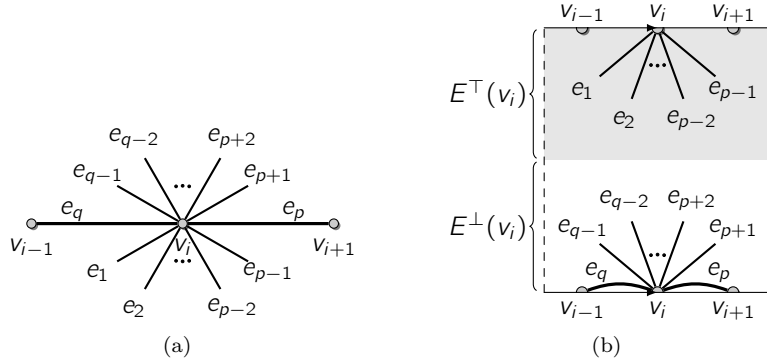 e_{q−2} e_{p+2}
...
e_{q−1} e_{p+1}
e_q e_p
v_{i−1} v_i v_{i+1}
e_1 ... e_{p−1}
e_2 e_{p−2}
(a)
v_{i−1} v_i v_{i+1}
E^⊤(v_i)
e_1 ... e_{p−1}
e_2 e_{p−2}
E^⊥(v_i)
e_{q−2} e_{p+2}
e_{q−1} ... e_{p+1}
e_q e_p
v_{i−1} v_i v_{i+1}
(b)